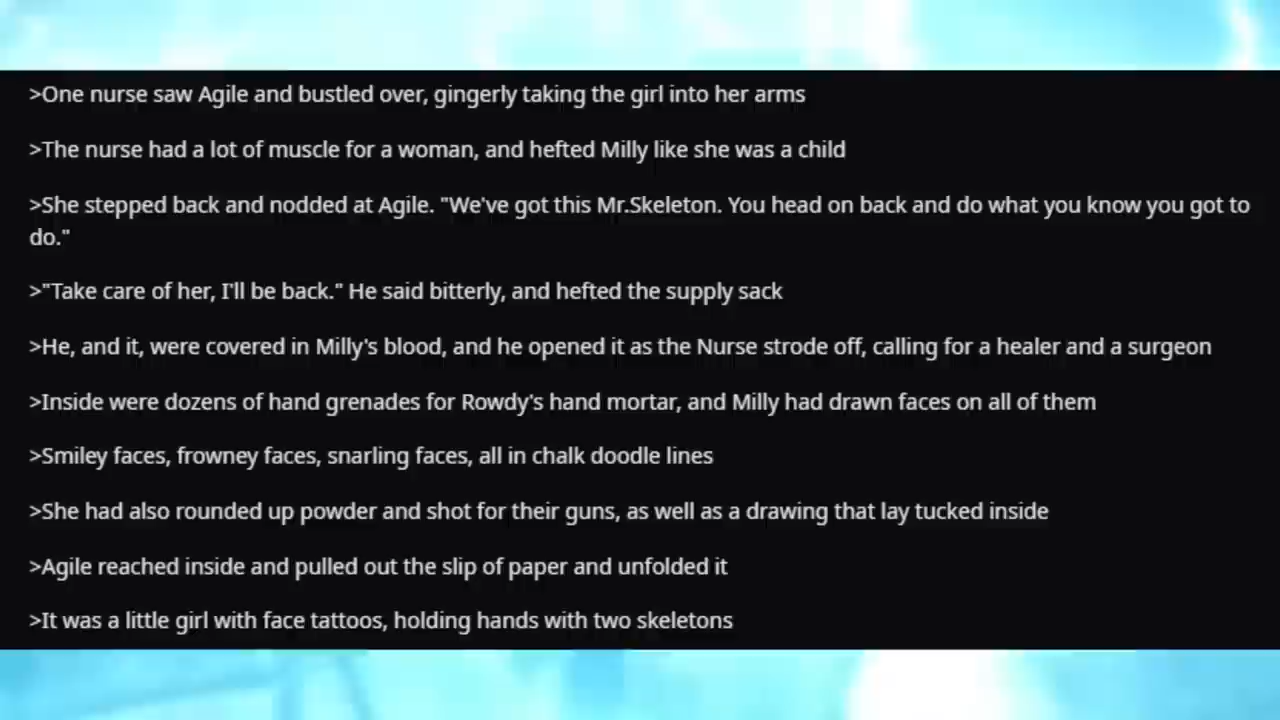 >One nurse saw Agile and bustled over, gingerly taking the girl into her arms
>The nurse had a lot of muscle for a woman, and hefted Milly like she was a child
>She stepped back and nodded at Agile. "We've got this Mr.Skeleton. You head on back and do what you know you got to
do."
>"Take care of her, I'll be back." He said bitterly, and hefted the supply sack
>He, and it, were covered in Milly's blood, and he opened it as the Nurse strode off, calling for a healer and a surgeon
>Inside were dozens of hand grenades for Rowdy's hand mortar, and Milly had drawn faces on all of them
>Smiley faces, frowney faces, snarling faces, all in chalk doodle lines
>She had also rounded up powder and shot for their guns, as well as a drawing that lay tucked inside
>Agile reached inside and pulled out the slip of paper and unfolded it
>It was a little girl with face tattoos, holding hands with two skeletons